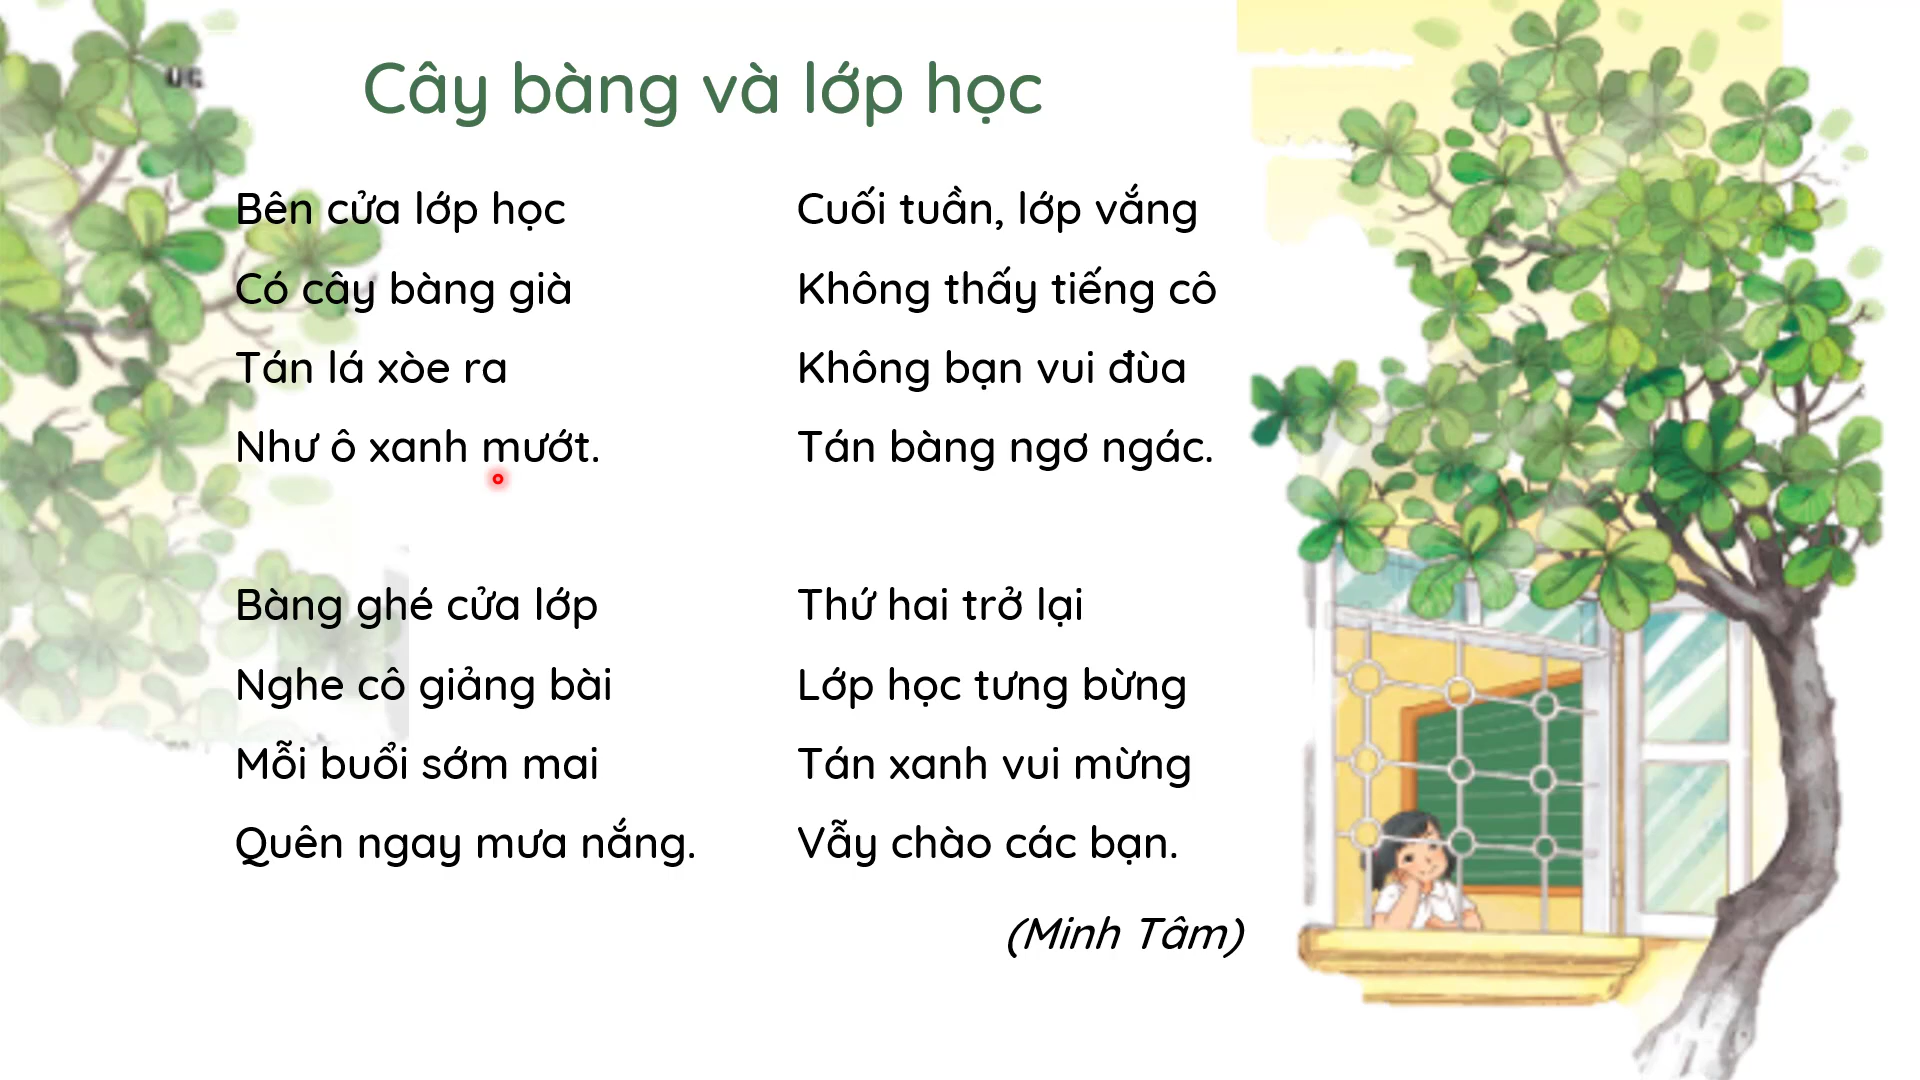 Cây bàng và lớp học
Bên cửa lớp học
Có cây bàng già
Tán lá xòe ra
Như ô xanh mướt.
Bàng ghé cửa lớp
Nghe cô giảng bài
Mỗi buổi sớm mai
Quên ngay mưa nắng.
Cuối tuần, lớp vắng
Không thấy tiếng cô
Không bạn vui đùa
Tán bàng ngơ ngác.
Thứ hai trở lại
Lớp học tưng bừng
Tán xanh vui mừng
Vẫy chào các bạn.
(Minh Tâm)